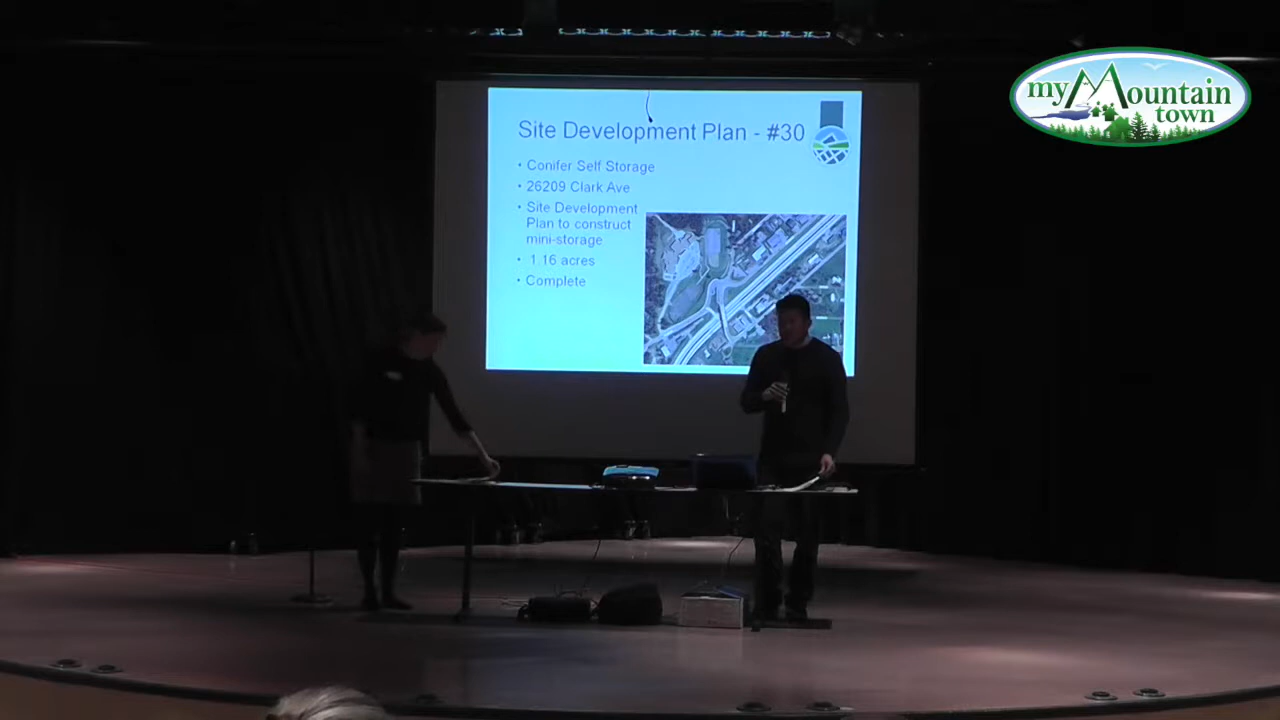 my Mountain
town
Site Development Plan - #30
• Conifer Self Storage
• 26209 Clark Ave
• Site Development
Plan to construct
mini-storage
• 1.16 acres
• Complete